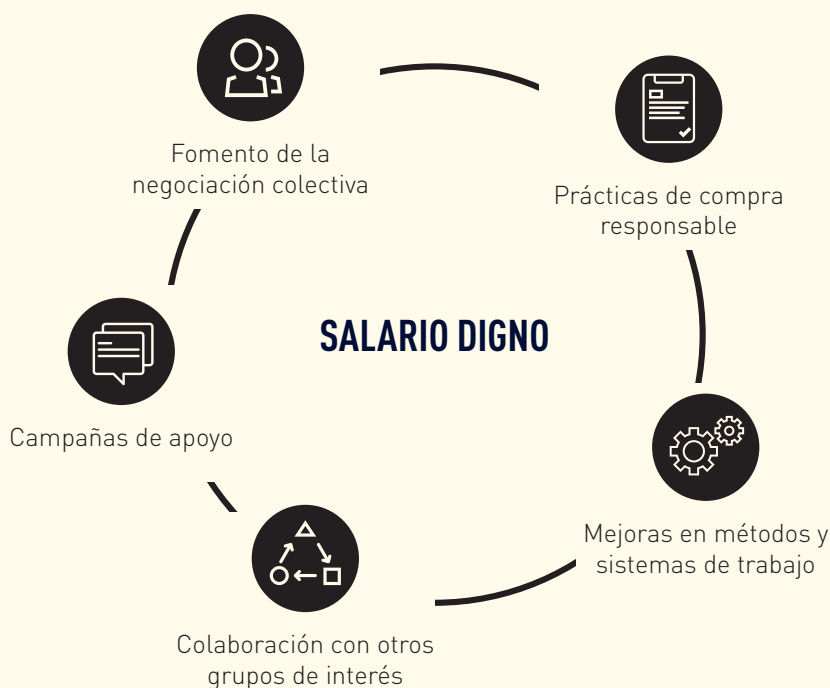 Fomento de la
negociación colectiva
Prácticas de compra
responsable
SALARIO DIGNO
Campañas de apoyo
Mejoras en métodos y
sistemas de trabajo
Colaboración con otros
grupos de interés